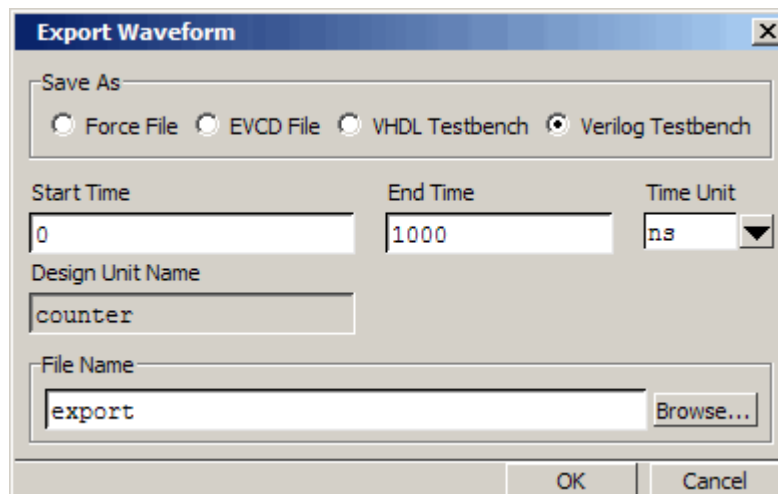 Export Waveform
Save As
Force File EVCD File VHDL Testbench Verilog Testbench
Start Time End Time Time Unit
0 1000 ns
Design Unit Name
counter
File Name
export Browse...
OK Cancel